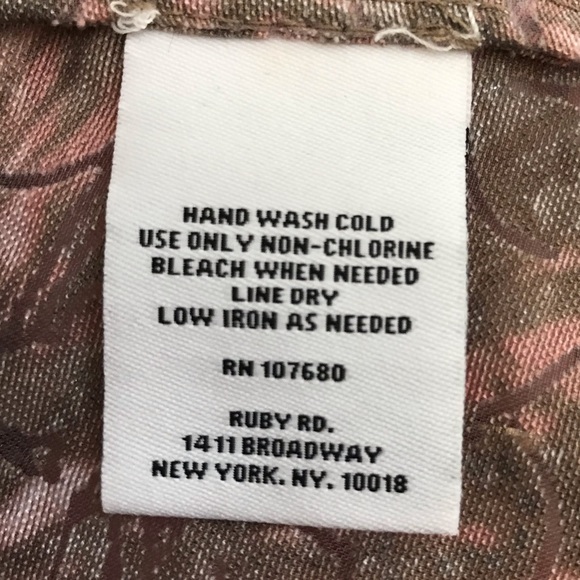 HAND WASH COLD
USE ONLY NON-CHLORINE
BLEACH WHEN NEEDED
LINE DRY
LOW IRON AS NEEDED
RN 107680
RUBY RD.
1411 BROADWAY
NEW YORK. NY. 10018